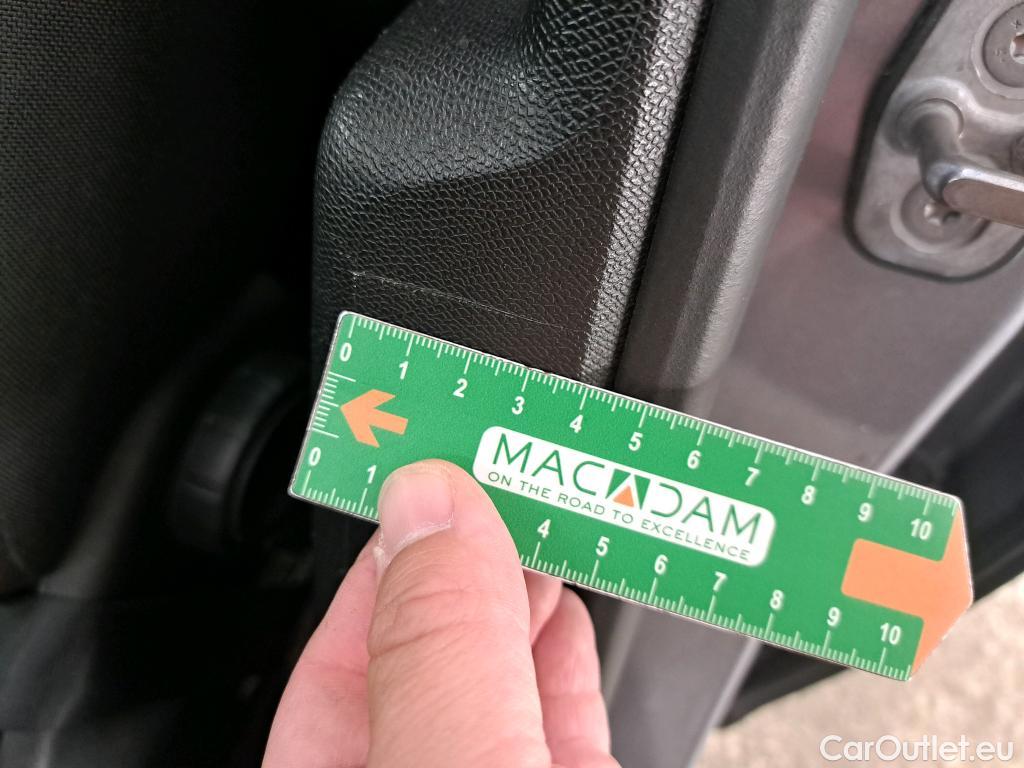 0 1 2 3 4 5 6 7 8 9 10
MACADAM
ON THE ROAD TO EXCELLENCE
0 1 4 5 6 7 8 9 10
CarOutlet.eu